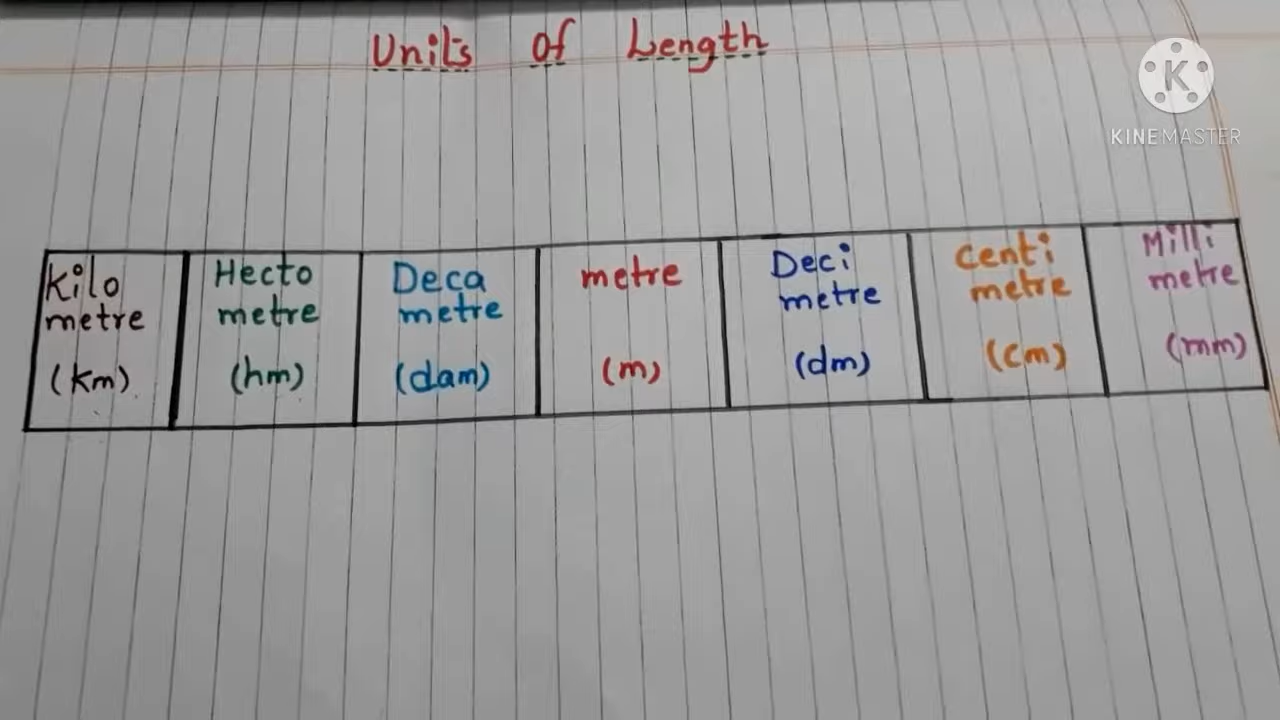 Units Of Length
KINEMASTER
Kilo
metre
(Km)
Hecto
metre
(hm)
Deca
metre
(dam)
metre
(m)
Deci
metre
(dm)
Centi
metre
(Cm)
Milli
metre
(mm)